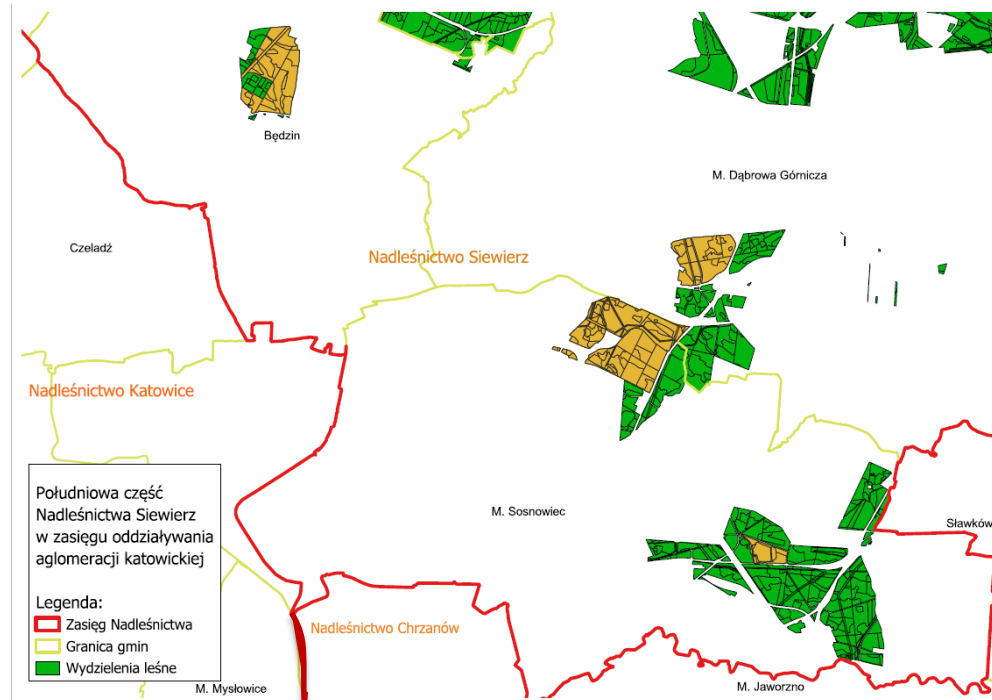 Będzin
M. Dąbrowa Górnicza
Czeladź
Nadleśnictwo Siewierz
Nadleśnictwo Katowice
Południowa część
Nadleśnictwa Siewierz
w zasięgu oddziaływania
aglomeracji katowickiej
Legenda:
Zasięg Nadleśnictwa
Granica gmin
Wydzielenia leśne
M. Sosnowiec
Sławków
Nadleśnictwo Chrzanów
M. Mysłowice
M. Jaworzno